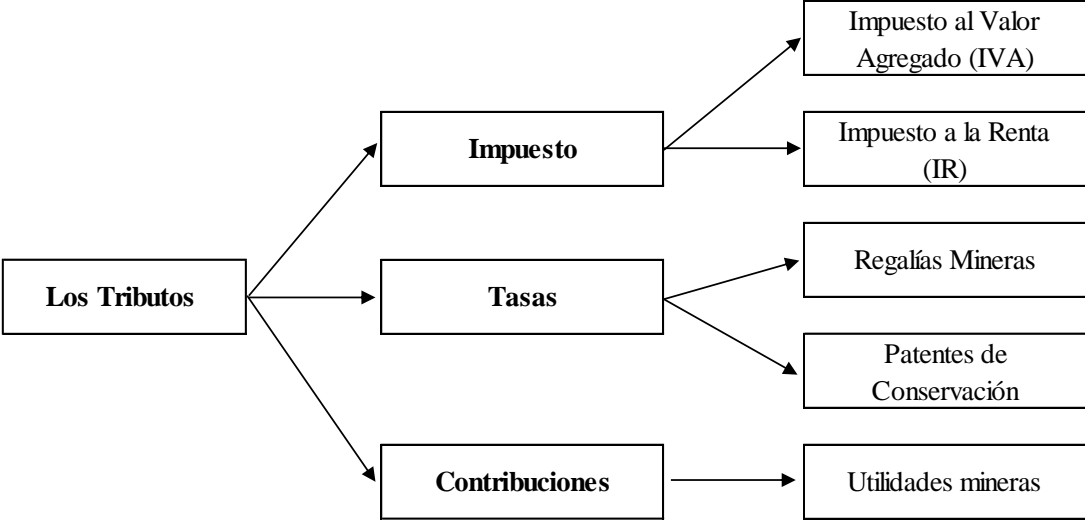 Los Tributos
Impuesto
Impuesto al Valor
Agregado (IVA)
Impuesto a la Renta
(IR)
Tasas
Regalías Mineras
Patentes de
Conservación
Contribuciones
Utilidades mineras